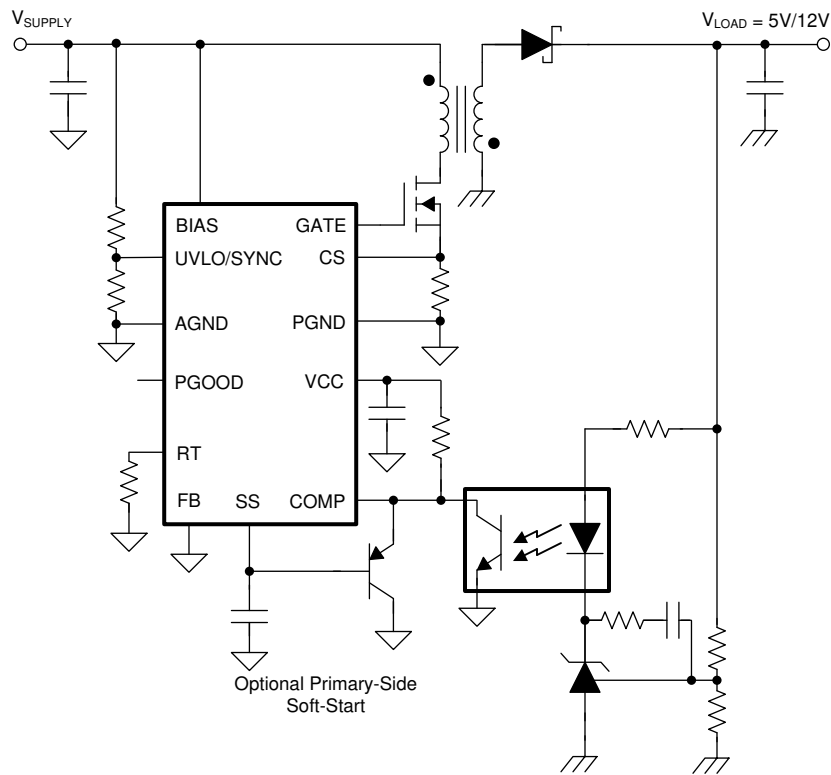 VSUPPLY
VLOAD = 5V/12V
BIAS
GATE
UVLO/SYNC
CS
AGND
PGND
PGOOD
VCC
RT
FB
SS
COMP
Optional Primary-Side
Soft-Start